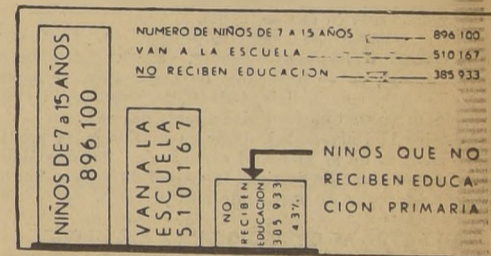 NUMERO DE NIÑOS DE 7 A 15 AÑOS 896 100
VAN A LA ESCUELA 510 167
NO RECIBEN EDUCACION 385 933
NIÑOS DE 7 a 15 AÑOS
896 100
VAN A LA
ESCUELA
510167
NO
RECIBEN
EDUCACION
385 933
43%
NINOS QUE NO
RECIBEN EDUCA-
CION PRIMARIA